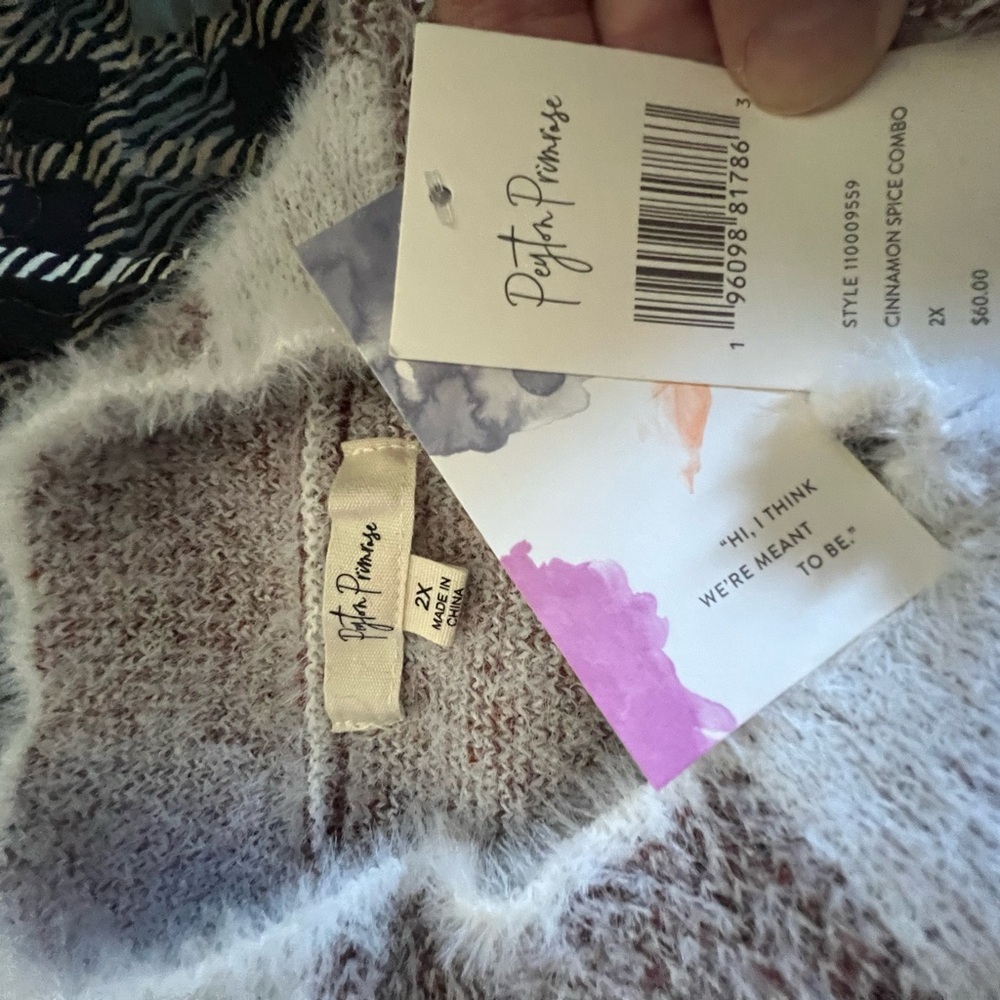 Peyton Primrose
1 96098 81786 3
STYLE 110009559
CINNAMON SPICE COMBO
2X
$60.00
"HI, I THINK
WE'RE MEANT
TO BE."
Peyton Primrose
2X
MADE IN
CHINA